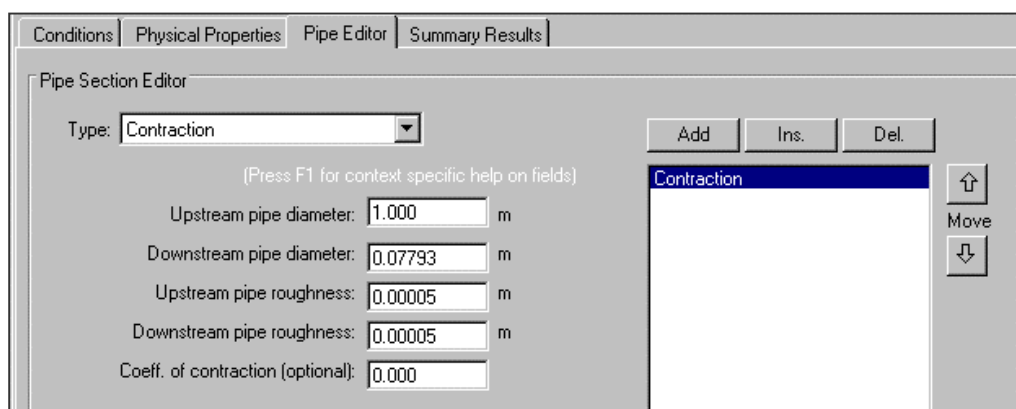 Conditions Physical Properties Pipe Editor Summary Results
Pipe Section Editor
Type: Contraction
Add Ins. Del.
(Press F1 for context specific help on fields)
Contraction
Upstream pipe diameter: 1.000 m
Move
Downstream pipe diameter: 0.07793 m
Upstream pipe roughness: 0.00005 m
Downstream pipe roughness: 0.00005 m
Coeff. of contraction (optional): 0.000